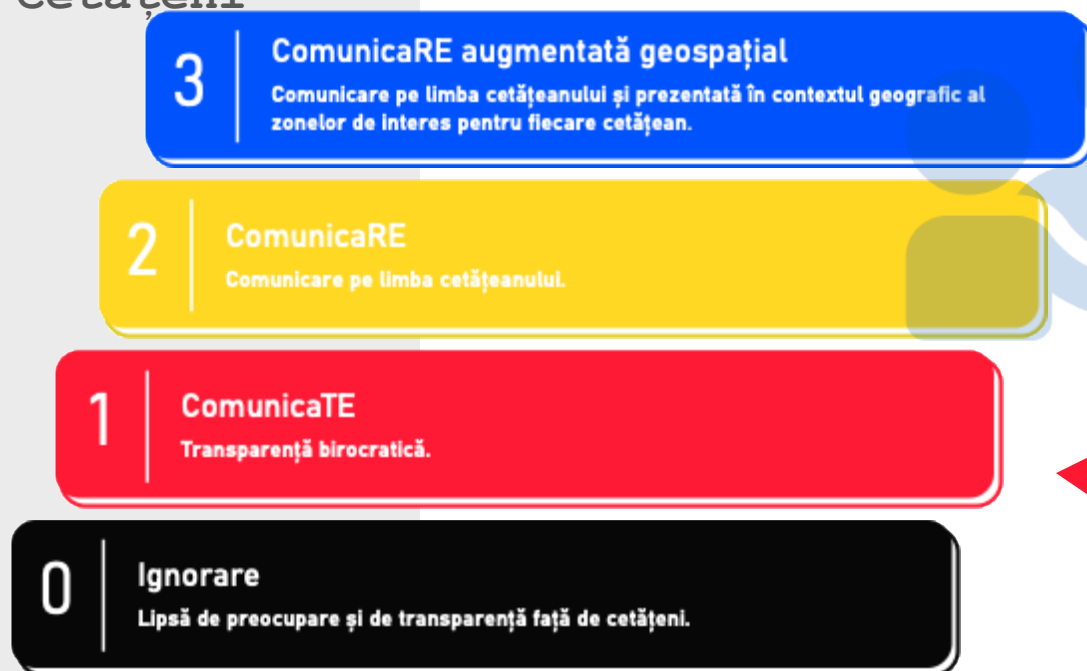 Cetățeni
3
ComunicaRE augmentată geospațial
Comunicare pe limba cetățeanului și prezentată în contextul geografic al
zonelor de interes pentru fiecare cetățean.
2
ComunicaRE
Comunicare pe limba cetățeanului.
1
ComunicaTE
Transparență birocratică.
0
Ignorare
Lipsă de preocupare și de transparență față de cetățeni.